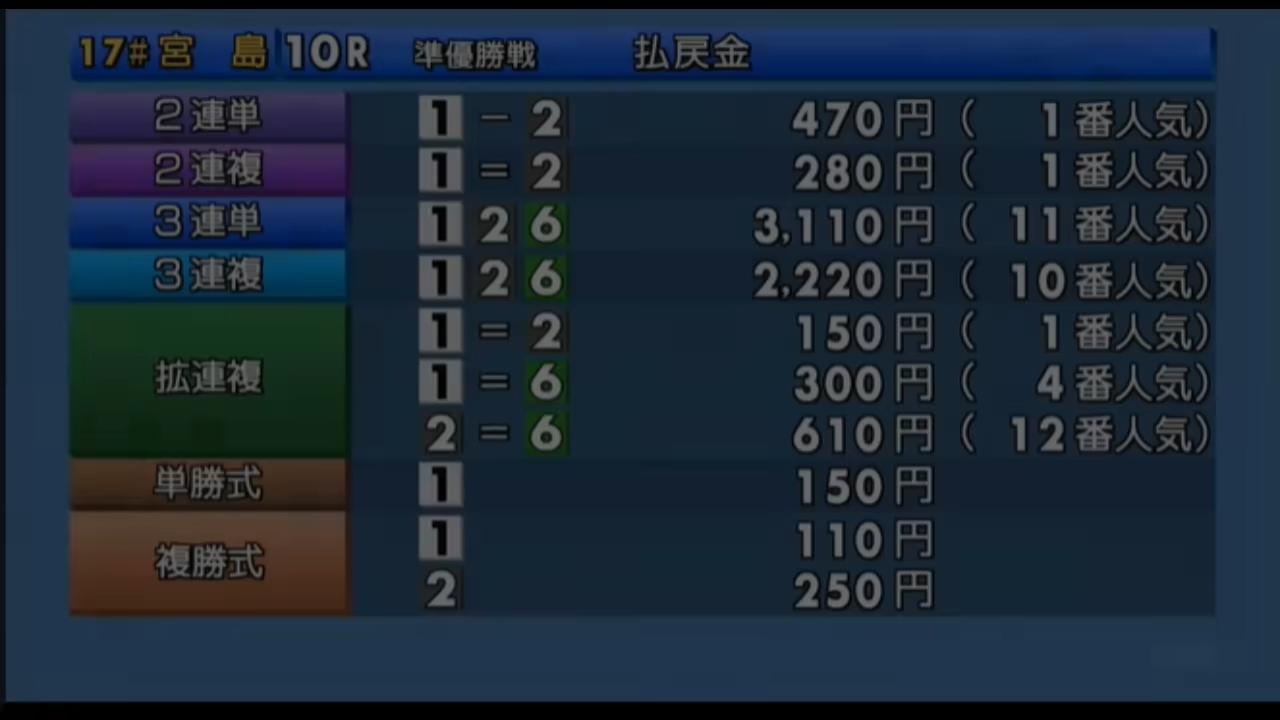 17# 宮 島 10R 準優勝戦 払戻金
2連単 1 - 2 470円 ( 1番人気)
2連複 1 = 2 280円 ( 1番人気)
3連単 1 2 6 3,110円 ( 11番人気)
3連複 1 2 6 2,220円 ( 10番人気)
拡連複 1 = 2 150円 ( 1番人気)
1 = 6 300円 ( 4番人気)
2 = 6 610円 ( 12番人気)
単勝式 1 150円
複勝式 1 110円
2 250円